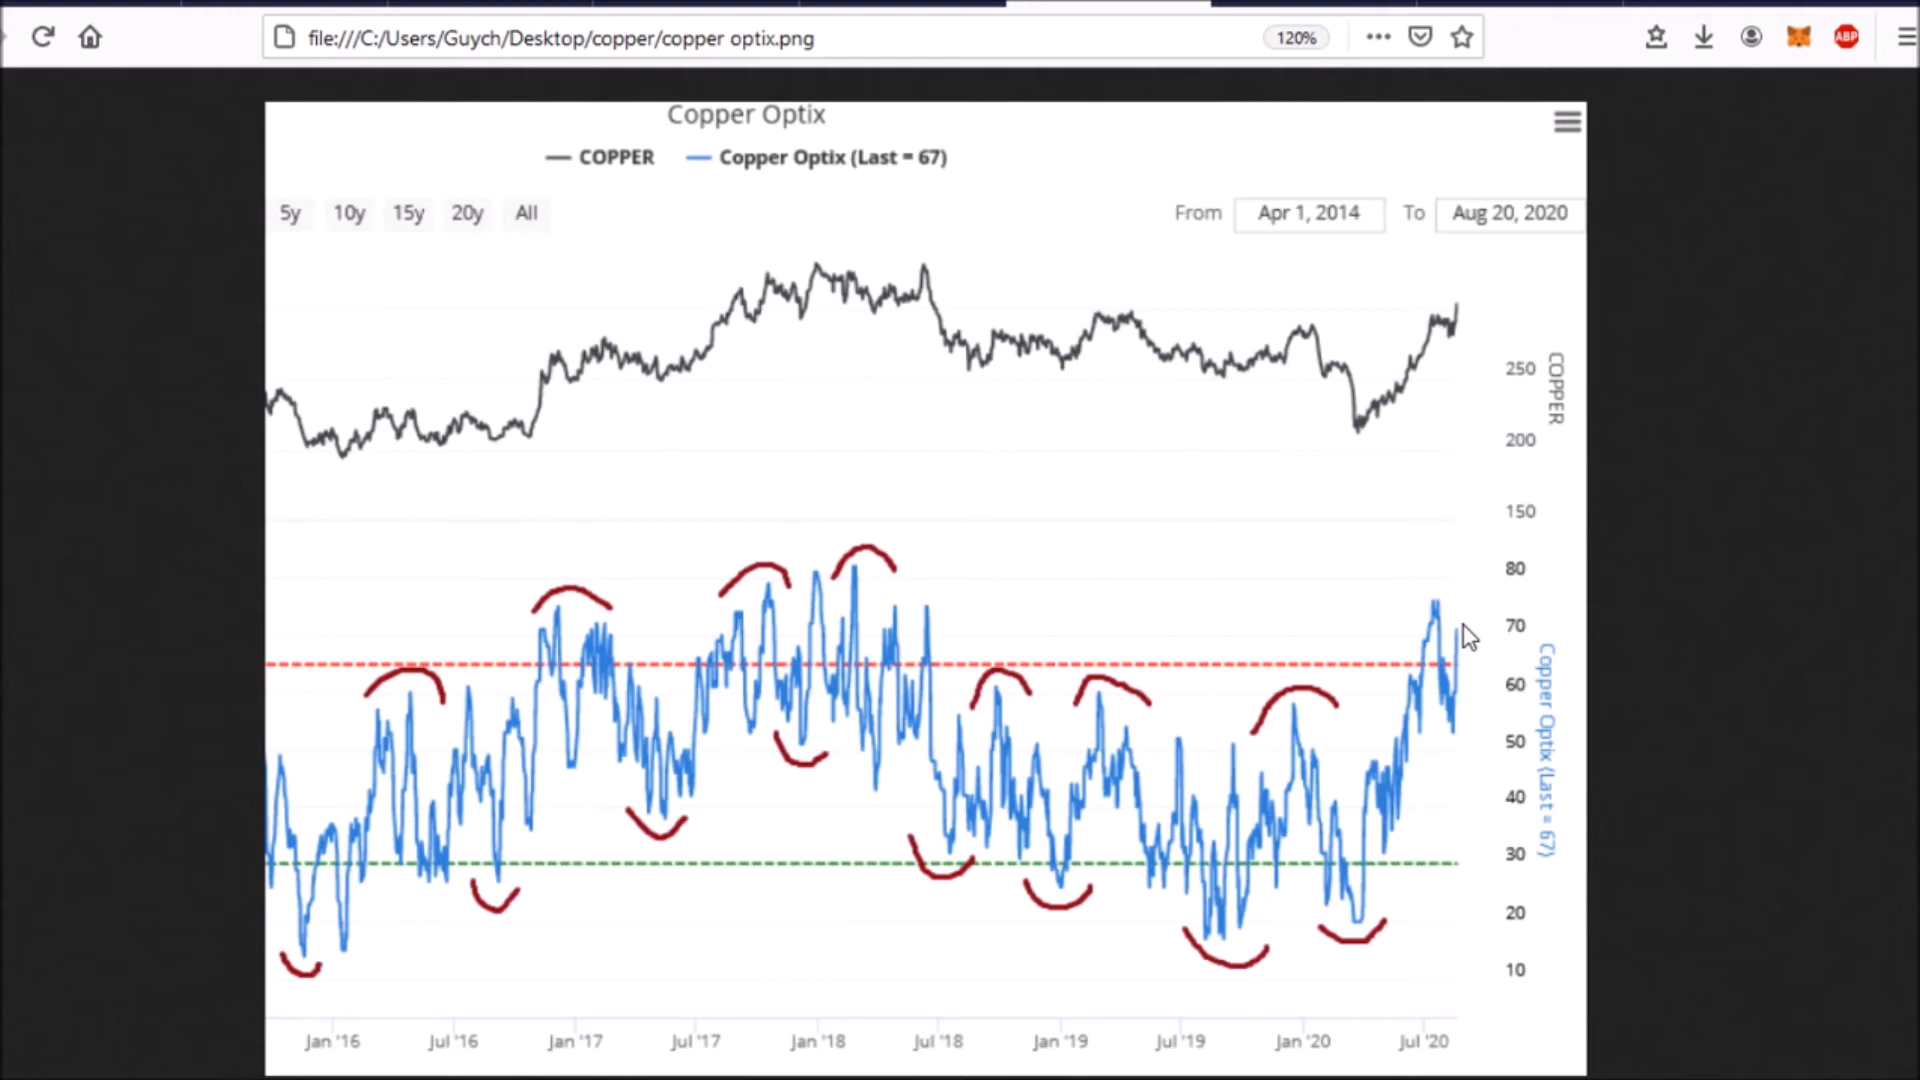 file:///C:/Users/Guych/Desktop/copper/copper optix.png
120%
ABP
Copper Optix
COPPER
Copper Optix (Last = 67)
5y
10y
15y
20y
All
From
Apr 1, 2014
To
Aug 20, 2020
250
200
150
COPPER
80
70
60
50
40
30
20
10
Copper Optix (Last = 67)
Jan '16
Jul '16
Jan '17
Jul '17
Jan '18
Jul '18
Jan '19
Jul '19
Jan '20
Jul '20